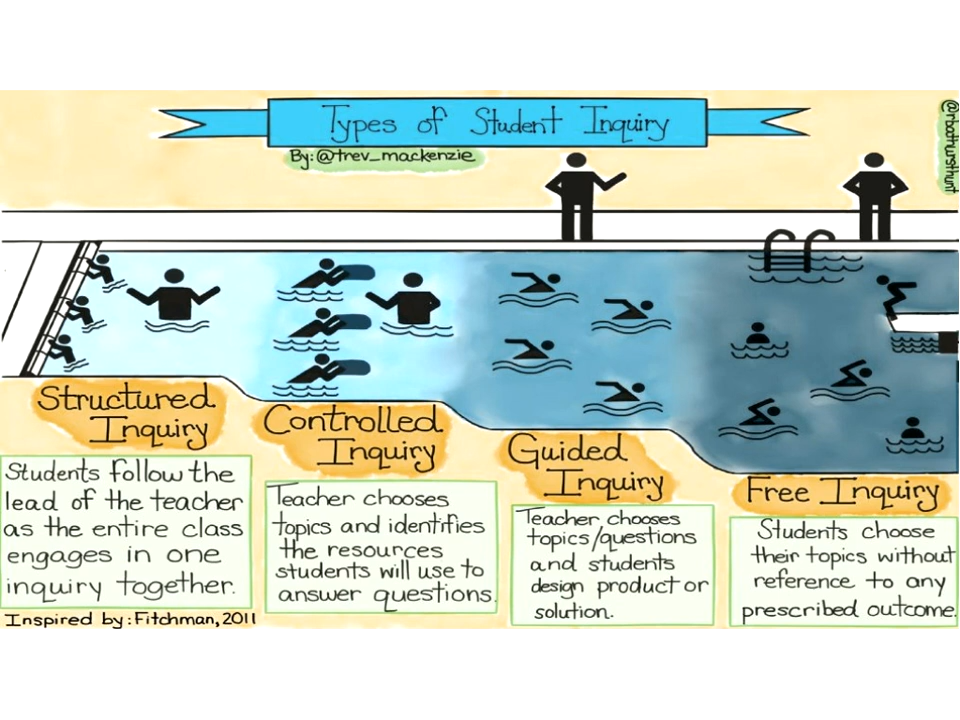 Types of Student Inquiry
By: @trev_mackenzie
@rbathursthunt
Structured
Inquiry
Students follow the
lead of the teacher
as the entire class
engages in one
inquiry together.
Controlled
Inquiry
Teacher chooses
topics and identifies
the resources
students will use to
answer questions.
Guided
Inquiry
Teacher chooses
topics/questions
and students
design product or
solution.
Free Inquiry
Students choose
their topics without
reference to any
prescribed outcome.
Inspired by: Fitchman, 2011